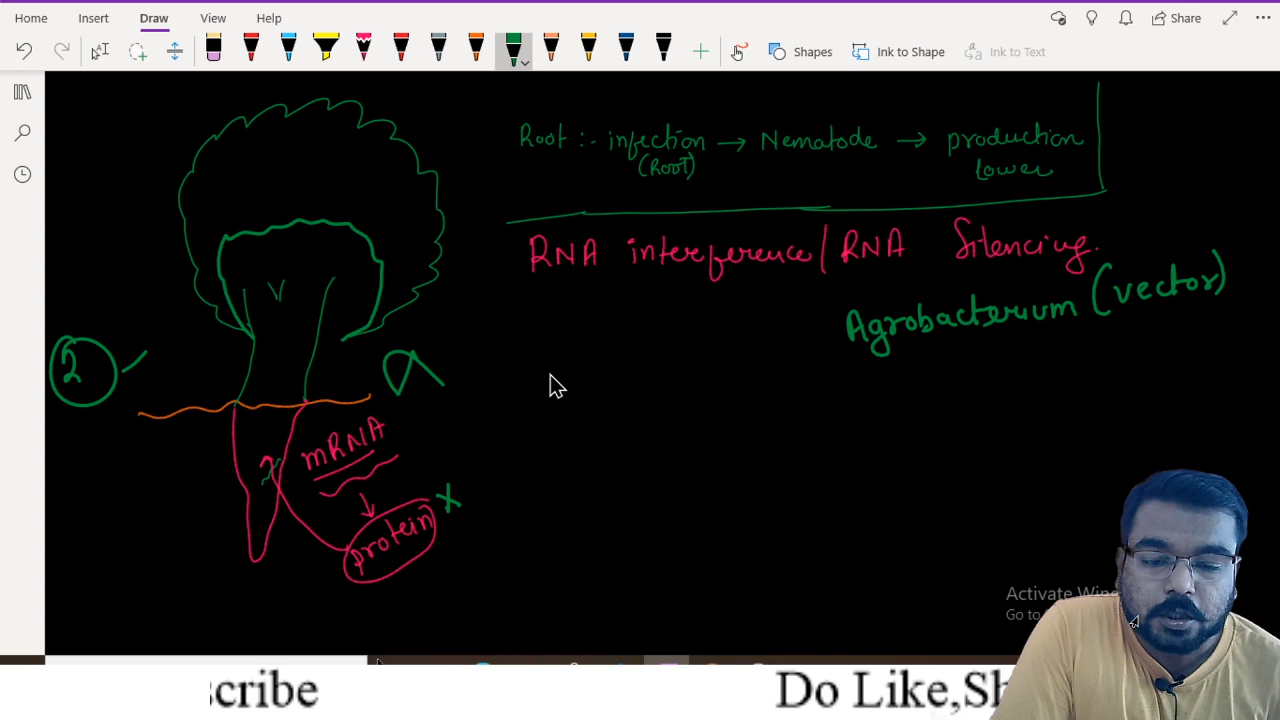 Home Insert Draw View Help Share
Shapes Ink to Shape Ink to Text
Root :- infection → Nematode → production
(Root) Lower
RNA interference/RNA Silencing.
Agrobacterium (vector)
2
mRNA
protein
Activate Win
Go to
cribe Do Like,Sh